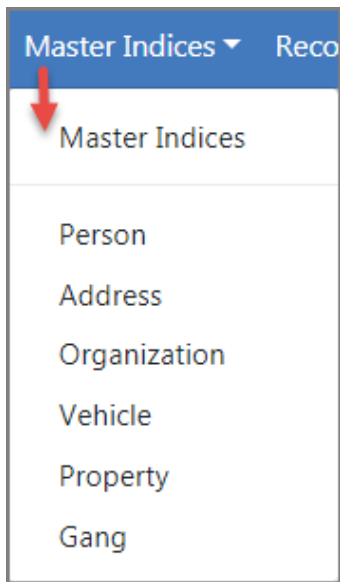 Master Indices Reco
Master Indices
Person
Address
Organization
Vehicle
Property
Gang